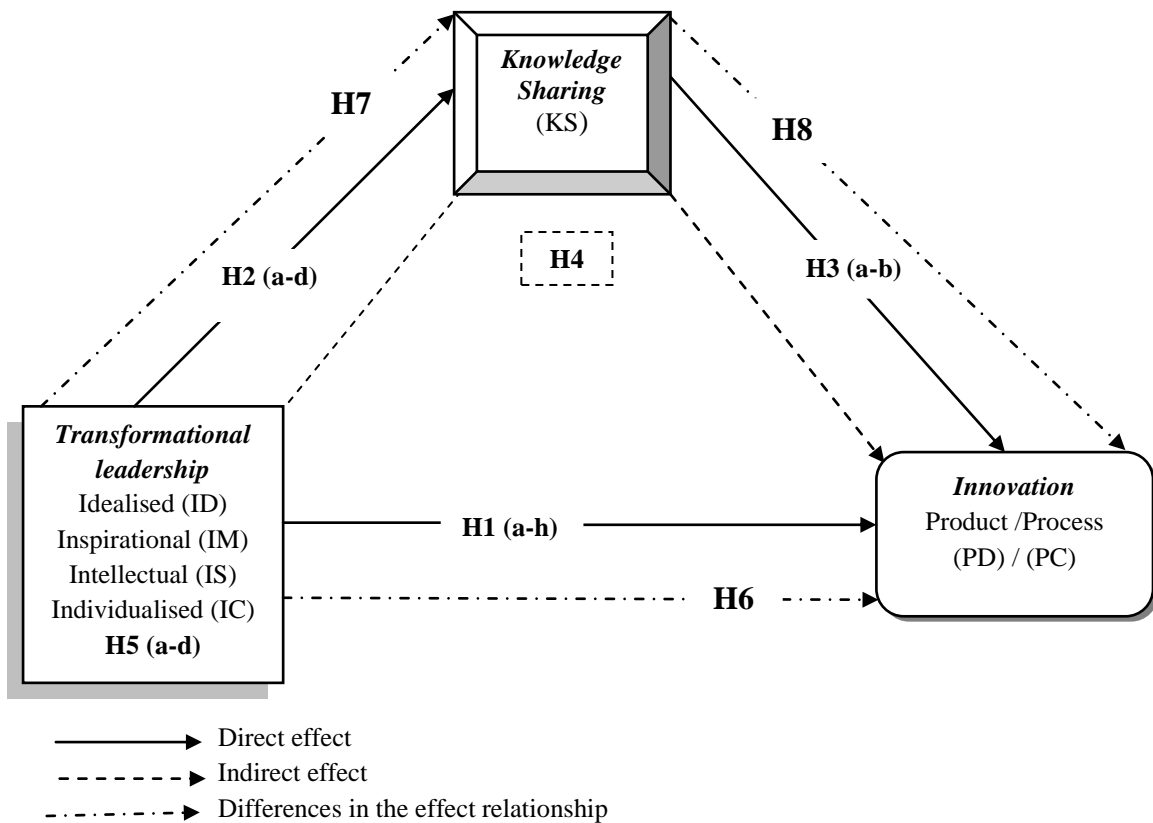 Knowledge
Sharing
(KS)
H7
H8
H2 (a-d)
H4
H3 (a-b)
Transformational
leadership
Idealised (ID)
Inspirational (IM)
Intellectual (IS)
Individualised (IC)
H5 (a-d)
H1 (a-h)
H6
Innovation
Product /Process
(PD) / (PC)
Direct effect
Indirect effect
Differences in the effect relationship